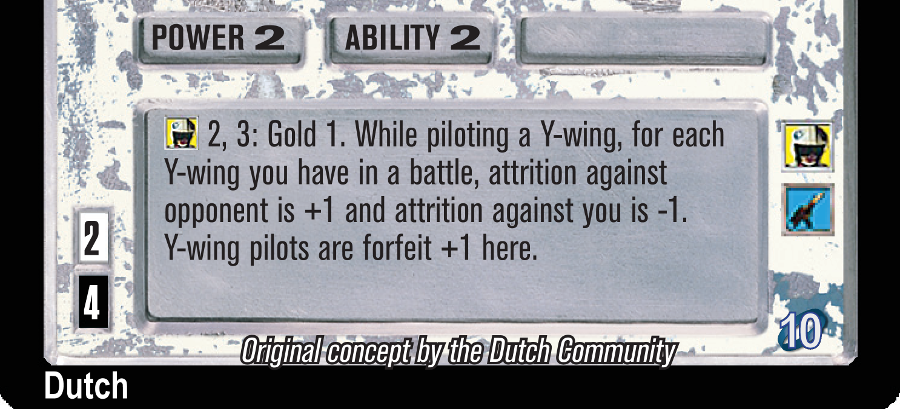 POWER 2 ABILITY 2
2, 3: Gold 1. While piloting a Y-wing, for each
Y-wing you have in a battle, attrition against
opponent is +1 and attrition against you is -1.
Y-wing pilots are forfeit +1 here.
2
4
10
Original concept by the Dutch Community
Dutch